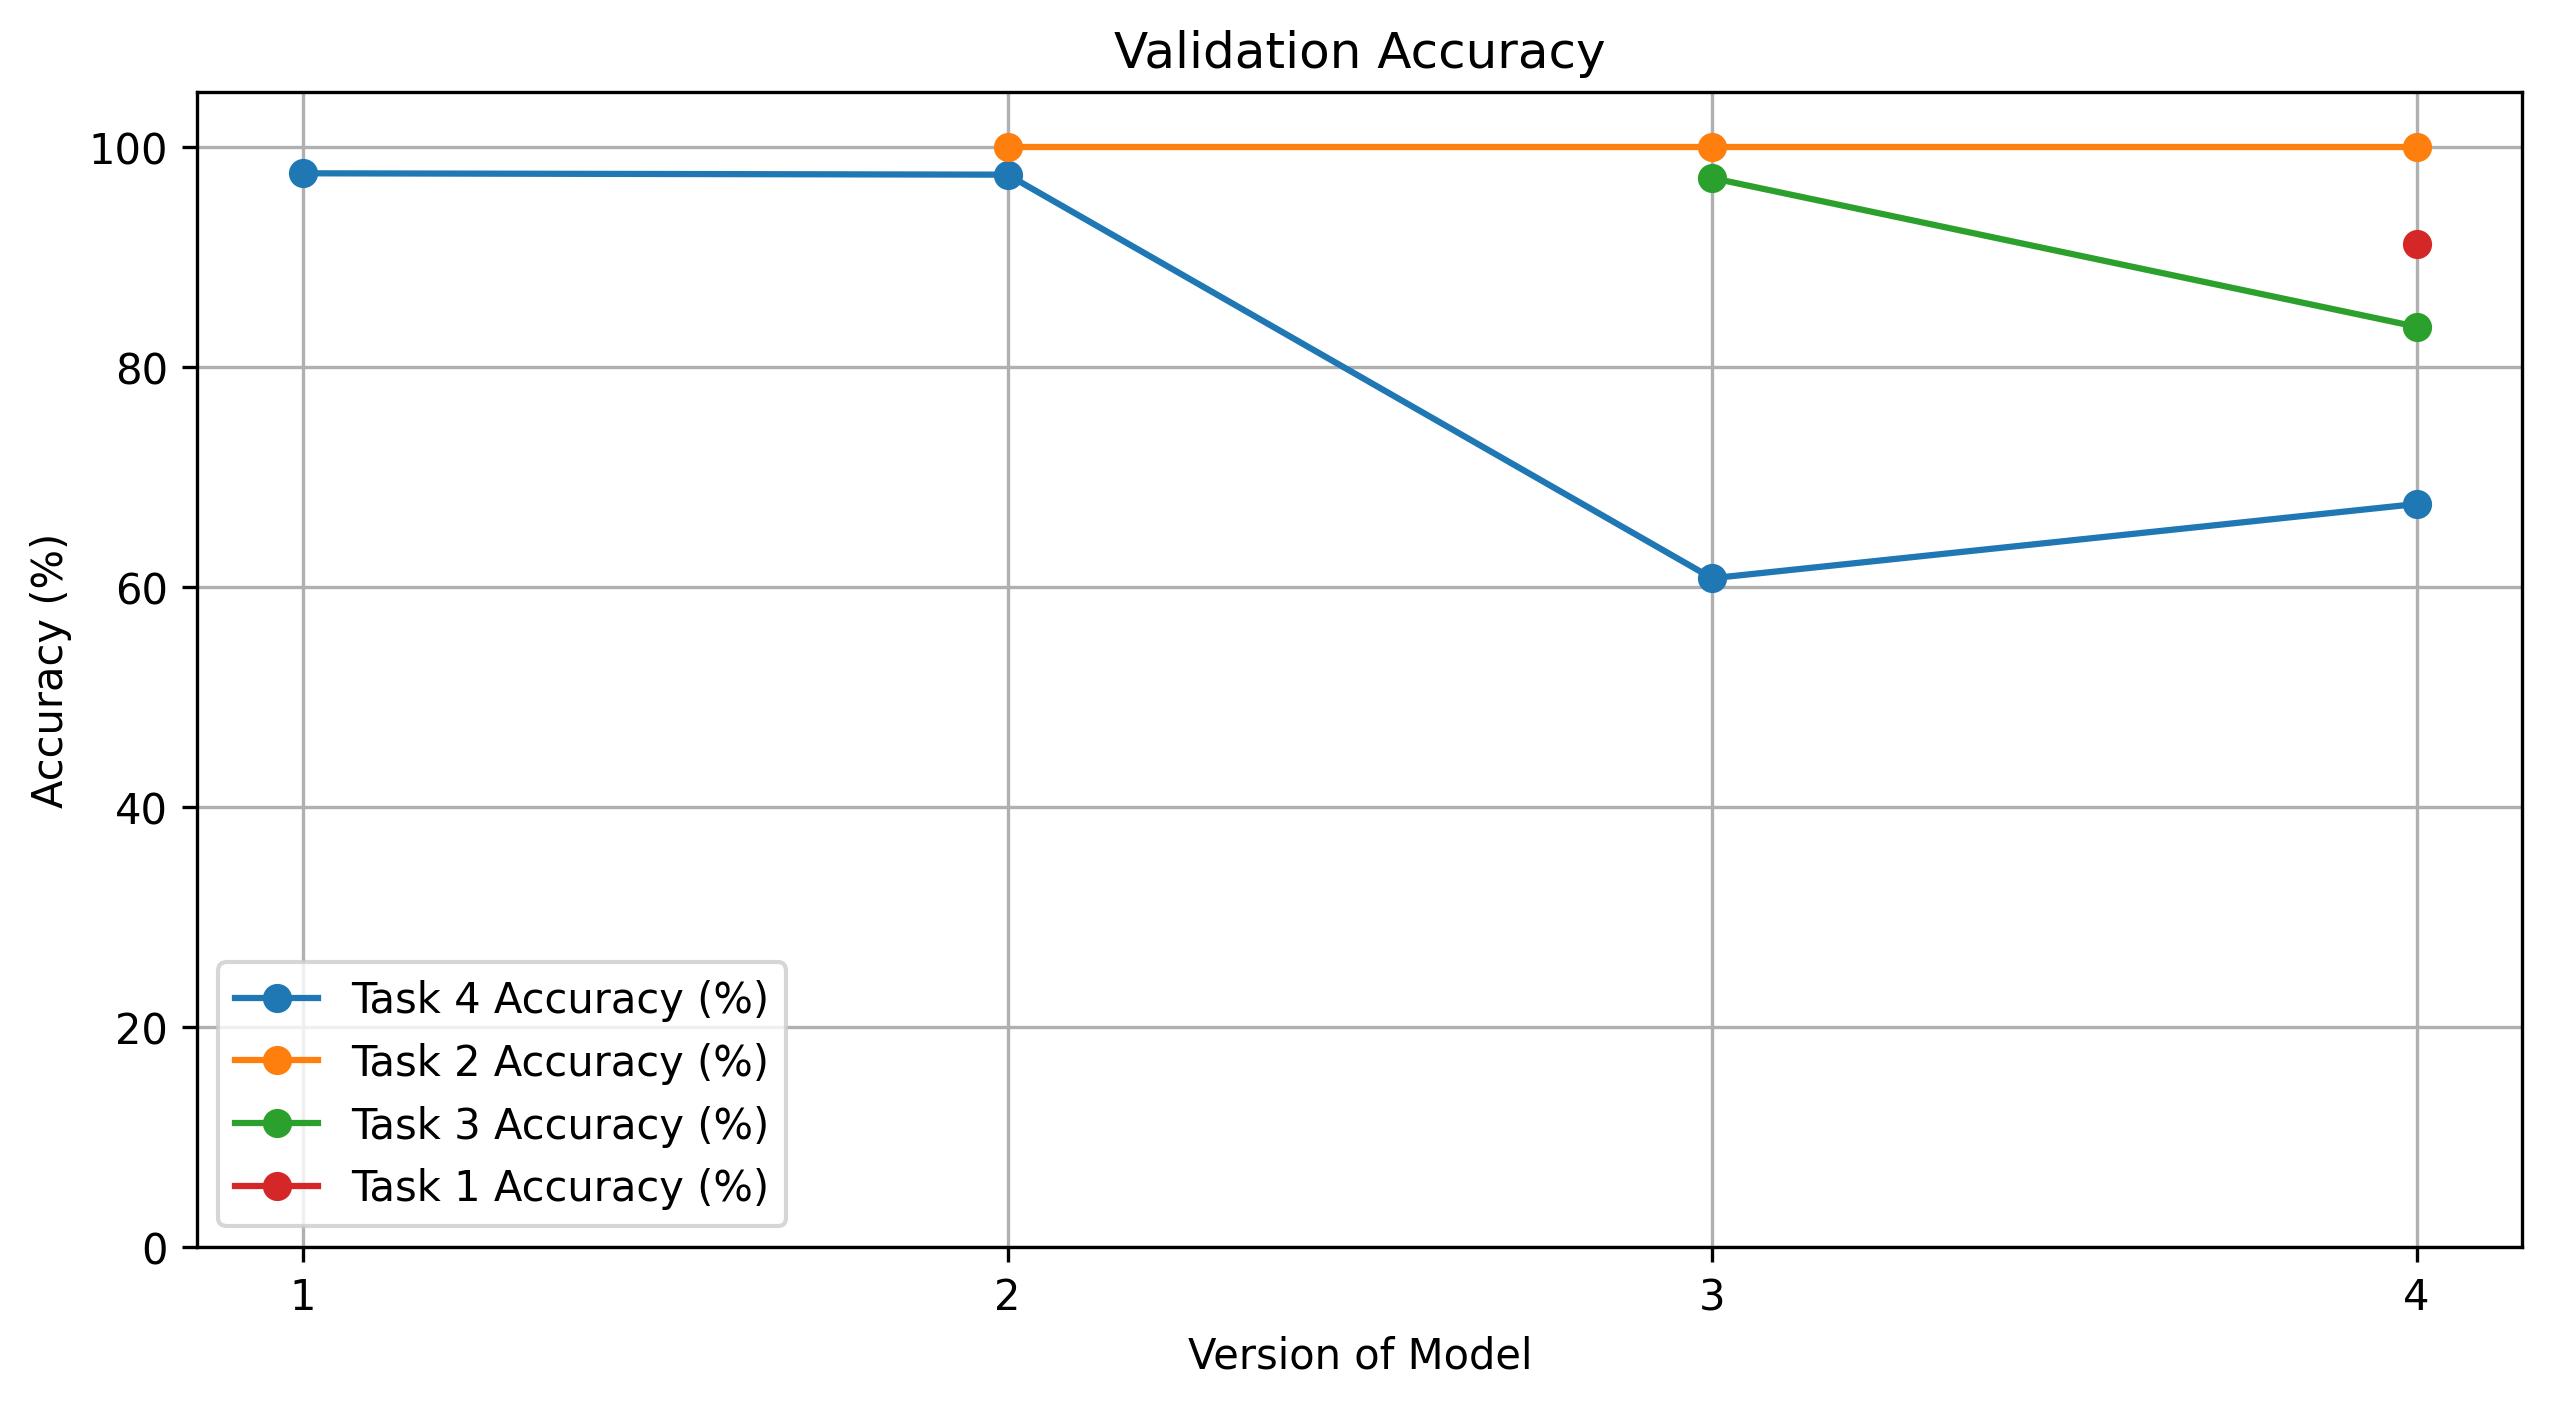 Validation Accuracy
100
80
60
40
20
0
Accuracy (%)
Task 4 Accuracy (%)
Task 2 Accuracy (%)
Task 3 Accuracy (%)
Task 1 Accuracy (%)
1 2 3 4
Version of Model